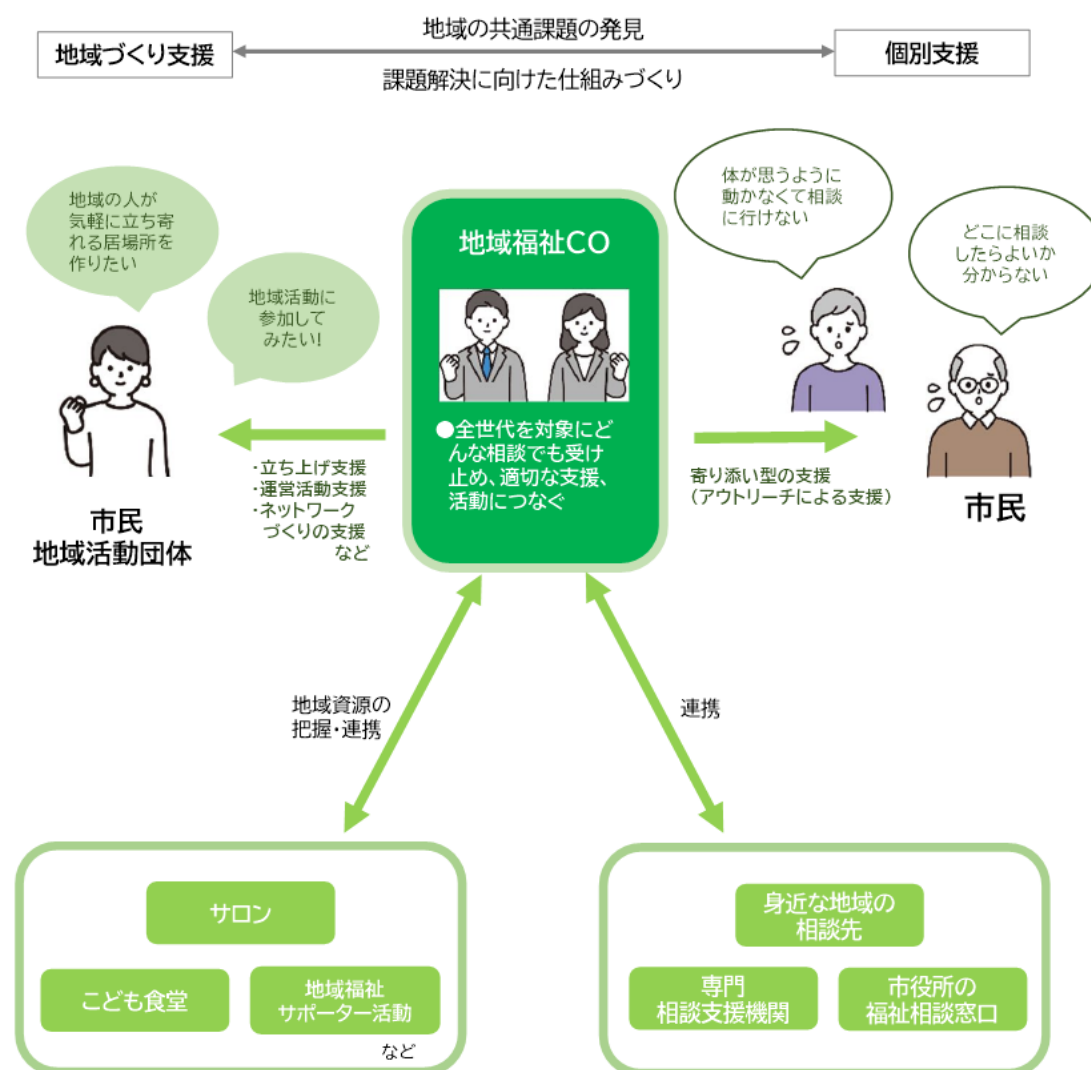 地域づくり支援
地域の共通課題の発見
課題解決に向けた仕組みづくり
個別支援
地域の人が
気軽に立ち寄
れる居場所を
作りたい
地域活動に
参加して
みたい!
市民
地域活動団体
・立ち上げ支援
・運営活動支援
・ネットワーク
づくりの支援
など
地域福祉CO
●全世代を対象にど
んな相談でも受け
止め、適切な支援、
活動につなぐ
体が思うように
動かなくて相談
に行けない
どこに相談
したらよいか
分からない
寄り添い型の支援
(アウトリーチによる支援)
市民
地域資源の
把握・連携
連携
サロン
こども食堂
地域福祉
サポーター活動
など
身近な地域の
相談先
専門
相談支援機関
市役所の
福祉相談窓口